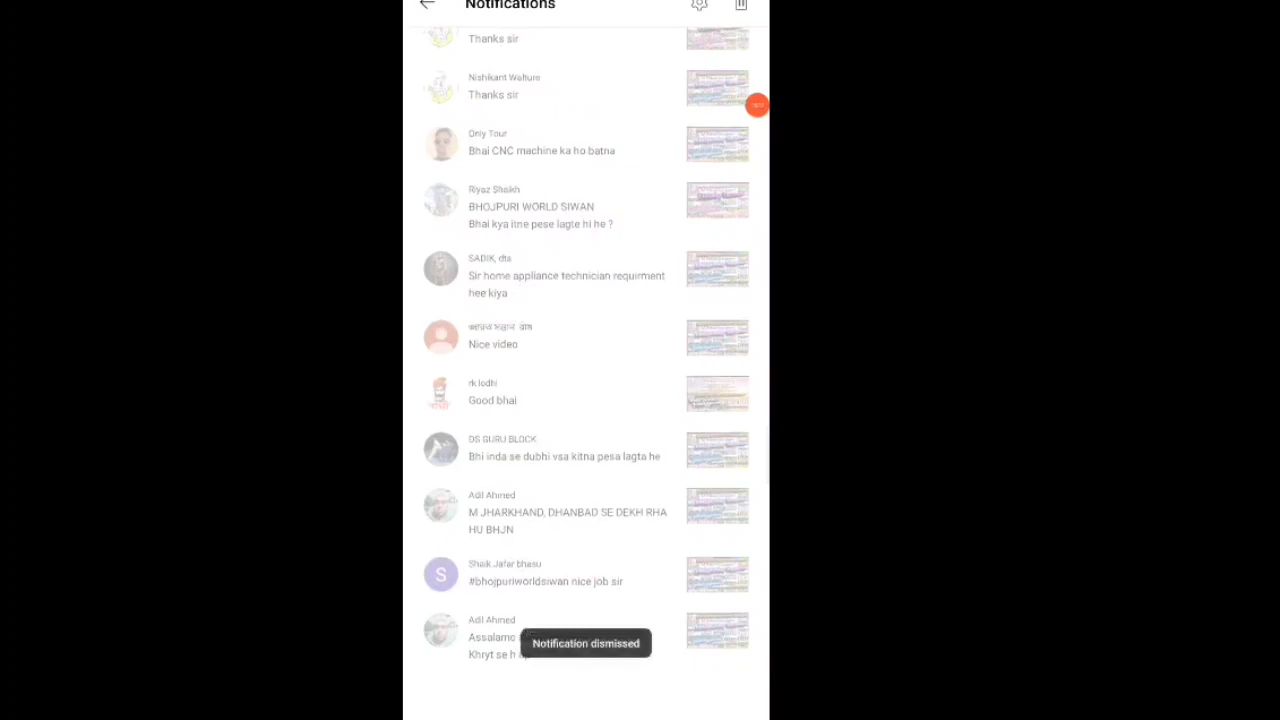 Notifications
Thanks sir
Nishikant Walture
Thanks sir
Only Tour
Bhai CNC machine ka ho batna
Riyaz Shaikh
BHOJPURI WORLD SIWAN
Bhai kya itne pese lagte hi he ?
SADIK, dta
Sir home appliance technician requirment
hee kiya
Nice video
rk lodhi
Good bhai
DS GURU BLOCK
Bhi inda se dubhi vsa kitna pesa lagta he
Adil Ahmed
M JHARKHAND, DHANBAD SE DEKH RHA
HU BHJN
Shaik Jafar bhasu
S
#bhojpuriworldsiwan nice job sir
Adil Ahmed
Assalamo
Notification dismissed
Khryt se h